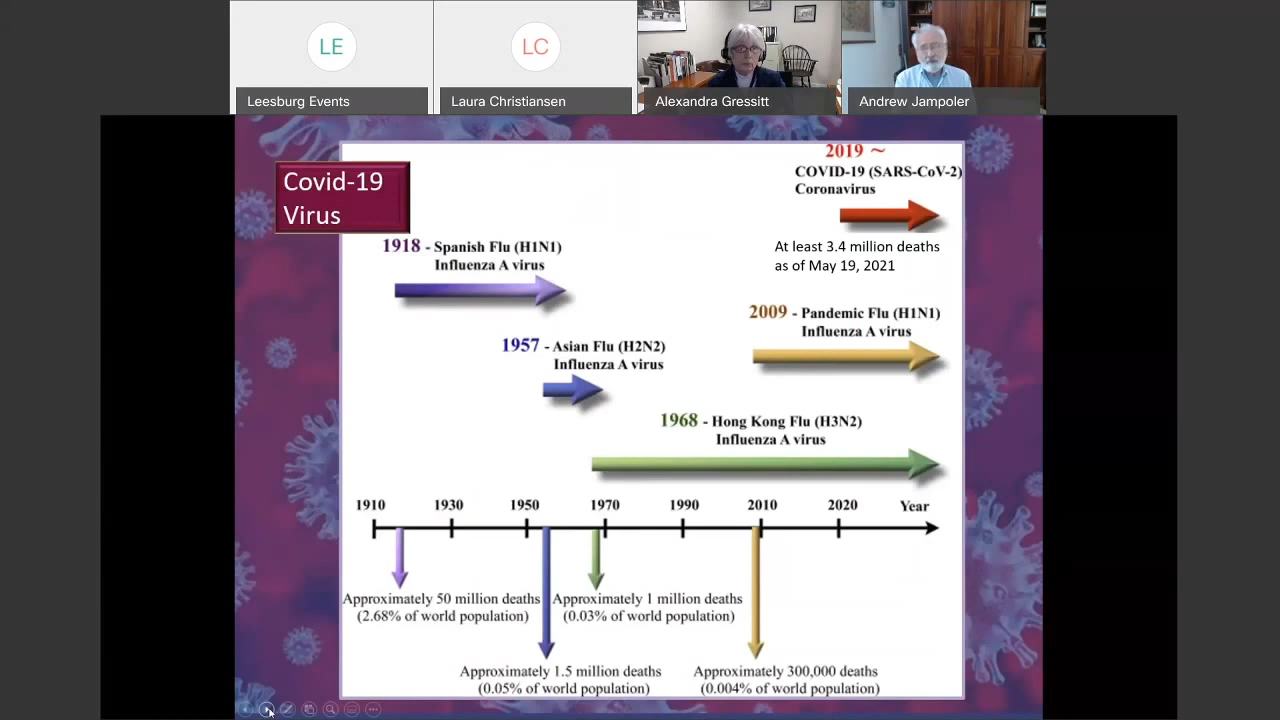 LE
LC
Leesburg Events
Laura Christiansen
Alexandra Gressitt
Andrew Jampoler
Covid-19
Virus
2019 ~
COVID-19 (SARS-CoV-2)
Coronavirus
At least 3.4 million deaths
as of May 19, 2021
1918 - Spanish Flu (H1N1)
Influenza A virus
2009 - Pandemic Flu (H1N1)
Influenza A virus
1957 - Asian Flu (H2N2)
Influenza A virus
1968 - Hong Kong Flu (H3N2)
Influenza A virus
1910 1930 1950 1970 1990 2010 2020 Year
Approximately 50 million deaths
(2.68% of world population)
Approximately 1 million deaths
(0.03% of world population)
Approximately 1.5 million deaths
(0.05% of world population)
Approximately 300,000 deaths
(0.004% of world population)